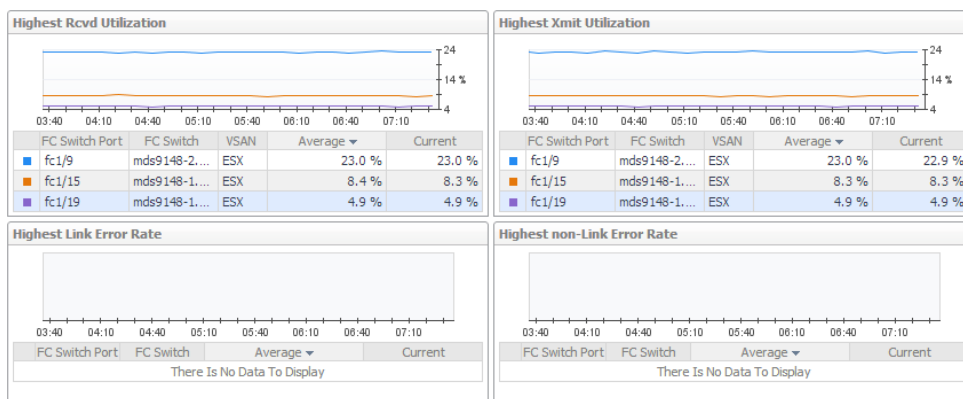 Highest Rcvd Utilization
24
14 %
4
03:40 04:10 04:40 05:10 05:40 06:10 06:40 07:10
FC Switch Port FC Switch VSAN Average Current
fc1/9 mds9148-2.... ESX 23.0 % 23.0 %
fc1/15 mds9148-1.... ESX 8.4 % 8.3 %
fc1/19 mds9148-1.... ESX 4.9 % 4.9 %
Highest Xmit Utilization
24
14 %
4
03:40 04:10 04:40 05:10 05:40 06:10 06:40 07:10
FC Switch Port FC Switch VSAN Average Current
fc1/9 mds9148-2.... ESX 23.0 % 22.9 %
fc1/15 mds9148-1.... ESX 8.3 % 8.3 %
fc1/19 mds9148-1.... ESX 4.9 % 4.9 %
Highest Link Error Rate
03:40 04:10 04:40 05:10 05:40 06:10 06:40 07:10
FC Switch Port FC Switch Average Current
There Is No Data To Display
Highest non-Link Error Rate
03:40 04:10 04:40 05:10 05:40 06:10 06:40 07:10
FC Switch Port FC Switch Average Current
There Is No Data To Display